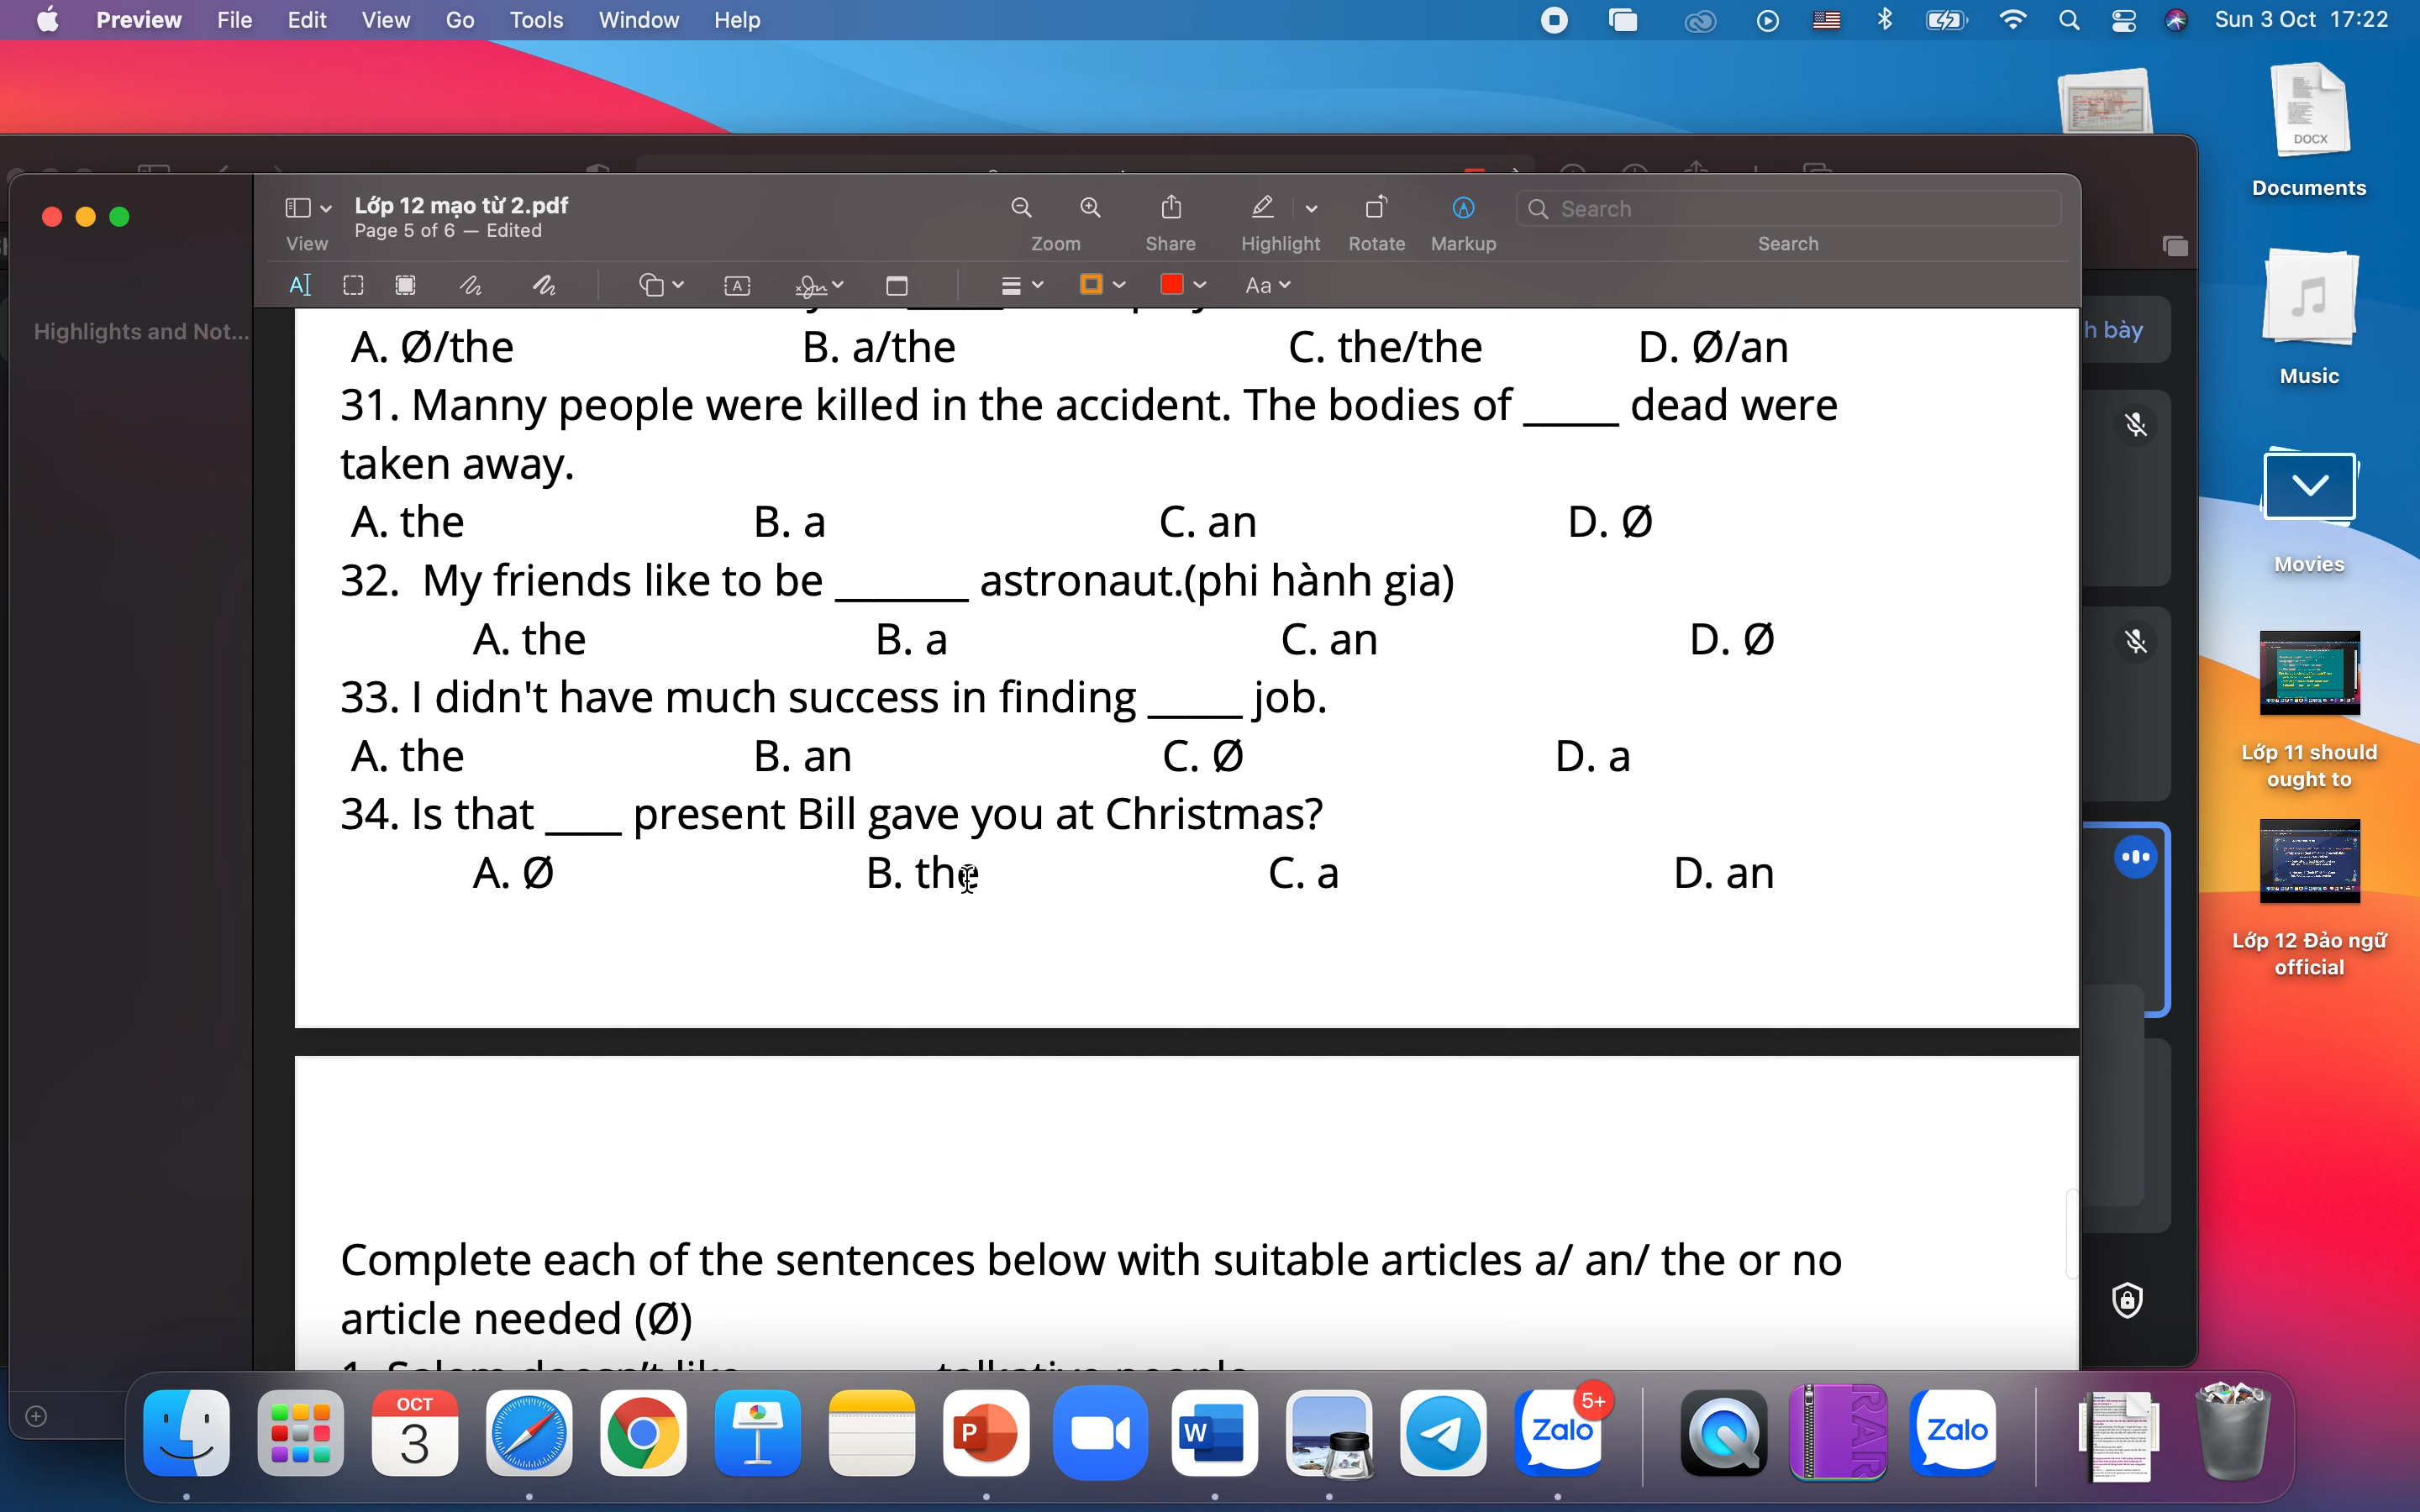 Preview File Edit View Go Tools Window Help Sun 3 Oct 17:22
Lớp 12 mạo từ 2.pdf
Page 5 of 6 — Edited
View Zoom Share Highlight Rotate Markup Search
Search
Highlights and Not...
A. Ø/the B. a/the C. the/the D. Ø/an
31. Manny people were killed in the accident. The bodies of _____ dead were
taken away.
A. the B. a C. an D. Ø
32. My friends like to be _______ astronaut.(phi hành gia)
A. the B. a C. an D. Ø
33. I didn't have much success in finding _____ job.
A. the B. an C. Ø D. a
34. Is that ____ present Bill gave you at Christmas?
A. Ø B. the C. a D. an
Complete each of the sentences below with suitable articles a/ an/ the or no
article needed (Ø)
h bày
DOCX
Documents
Music
Movies
Lớp 11 should
ought to
Lớp 12 Đảo ngữ
official
OCT
3
P
W
Zalo
5+
RAR
Zalo